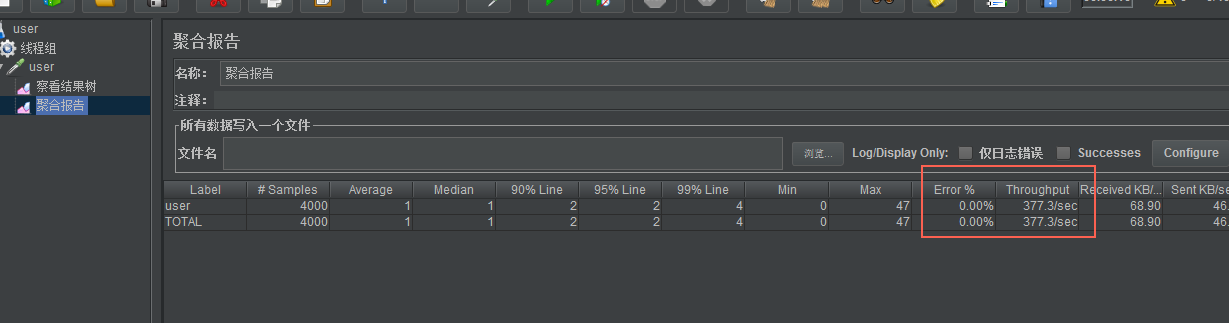 user
线程组
user
察看结果树
聚合报告
聚合报告
名称： 聚合报告
注释：
所有数据写入一个文件
文件名 浏览... Log/Display Only: 仅日志错误 Successes Configure
Label # Samples Average Median 90% Line 95% Line 99% Line Min Max Error % Throughput Received KB/... Sent KB/se
user 4000 1 1 2 2 4 0 47 0.00% 377.3/sec 68.90 46.
TOTAL 4000 1 1 2 2 4 0 47 0.00% 377.3/sec 68.90 46.